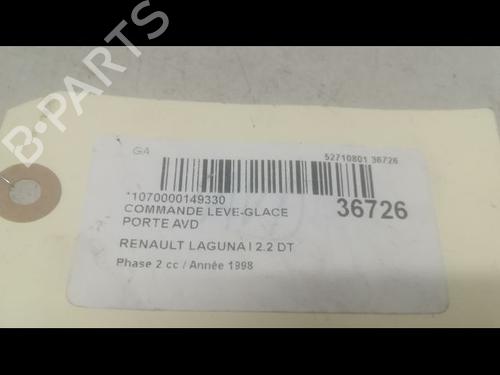 B-PARTS
GA
52710801 36726
*1070000149330
COMMANDE LEVE-GLACE
PORTE AVD
36726
RENAULT LAGUNA I 2.2 DT
Phase 2 cc / Année 1998